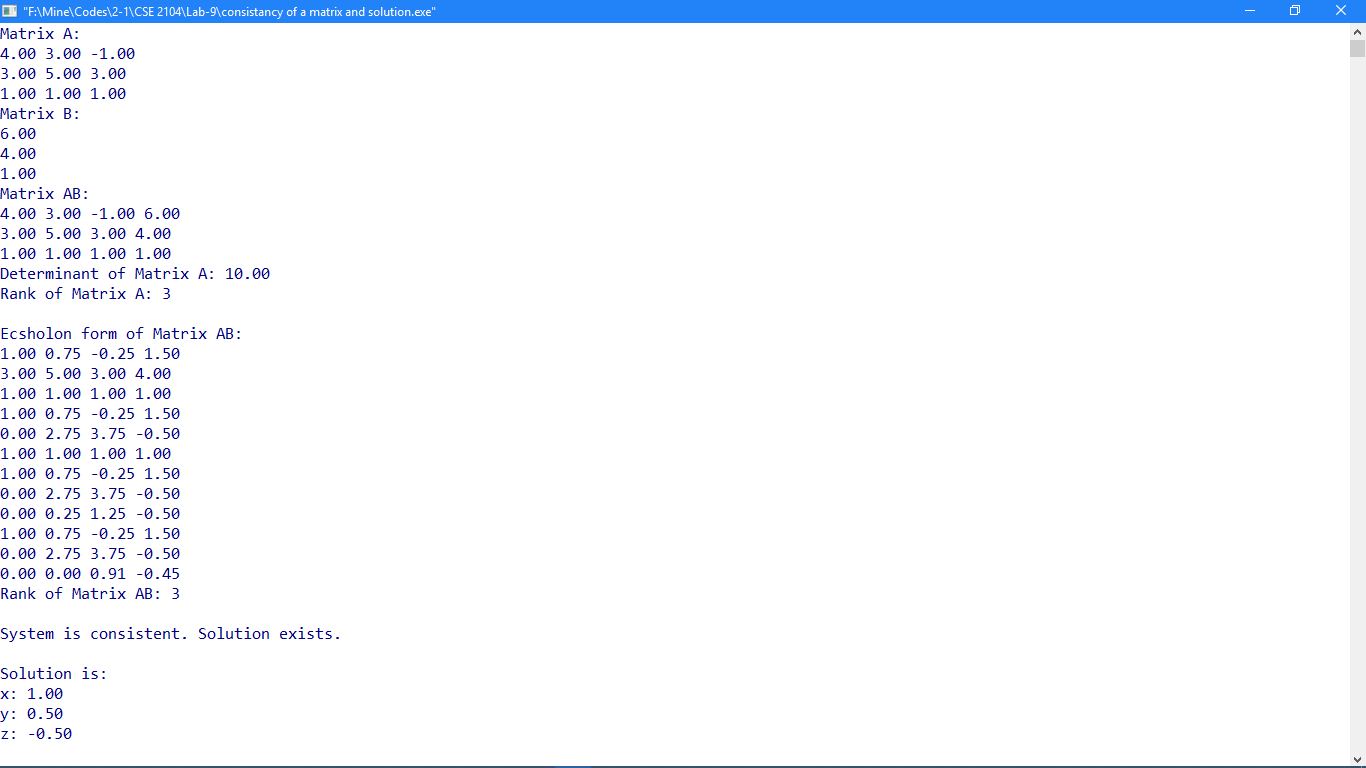 "F:\Mine\Codes\2-1\CSE 2104\Lab-9\consistancy of a matrix and solution.exe"
Matrix A:
4.00 3.00 -1.00
3.00 5.00 3.00
1.00 1.00 1.00
Matrix B:
6.00
4.00
1.00
Matrix AB:
4.00 3.00 -1.00 6.00
3.00 5.00 3.00 4.00
1.00 1.00 1.00 1.00
Determinant of Matrix A: 10.00
Rank of Matrix A: 3

Ecsholon form of Matrix AB:
1.00 0.75 -0.25 1.50
3.00 5.00 3.00 4.00
1.00 1.00 1.00 1.00
1.00 0.75 -0.25 1.50
0.00 2.75 3.75 -0.50
1.00 1.00 1.00 1.00
1.00 0.75 -0.25 1.50
0.00 2.75 3.75 -0.50
0.00 0.25 1.25 -0.50
1.00 0.75 -0.25 1.50
0.00 2.75 3.75 -0.50
0.00 0.00 0.91 -0.45
Rank of Matrix AB: 3

System is consistent. Solution exists.

Solution is:
x: 1.00
y: 0.50
z: -0.50